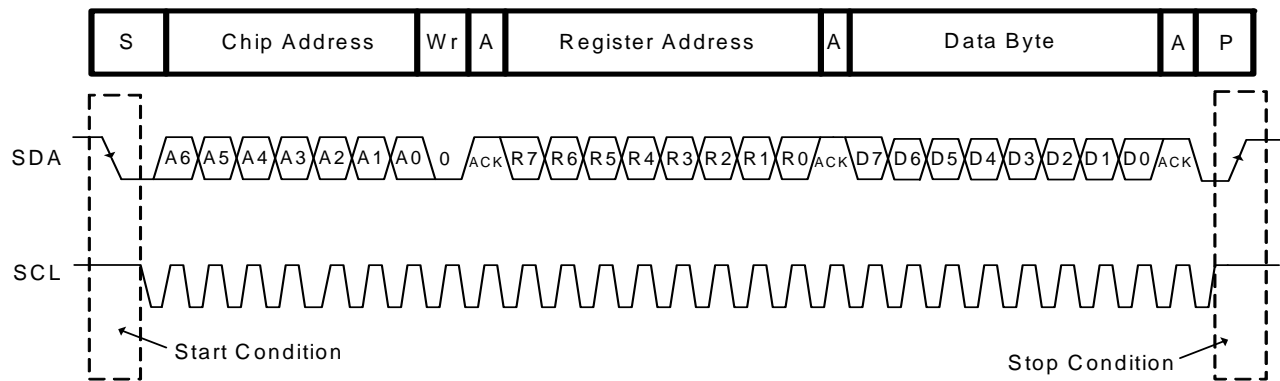 S Chip Address Wr A Register Address A Data Byte A P
SDA A6 A5 A4 A3 A2 A1 A0 0 ACK R7 R6 R5 R4 R3 R2 R1 R0 ACK D7 D6 D5 D4 D3 D2 D1 D0 ACK
SCL
Start Condition
Stop Condition